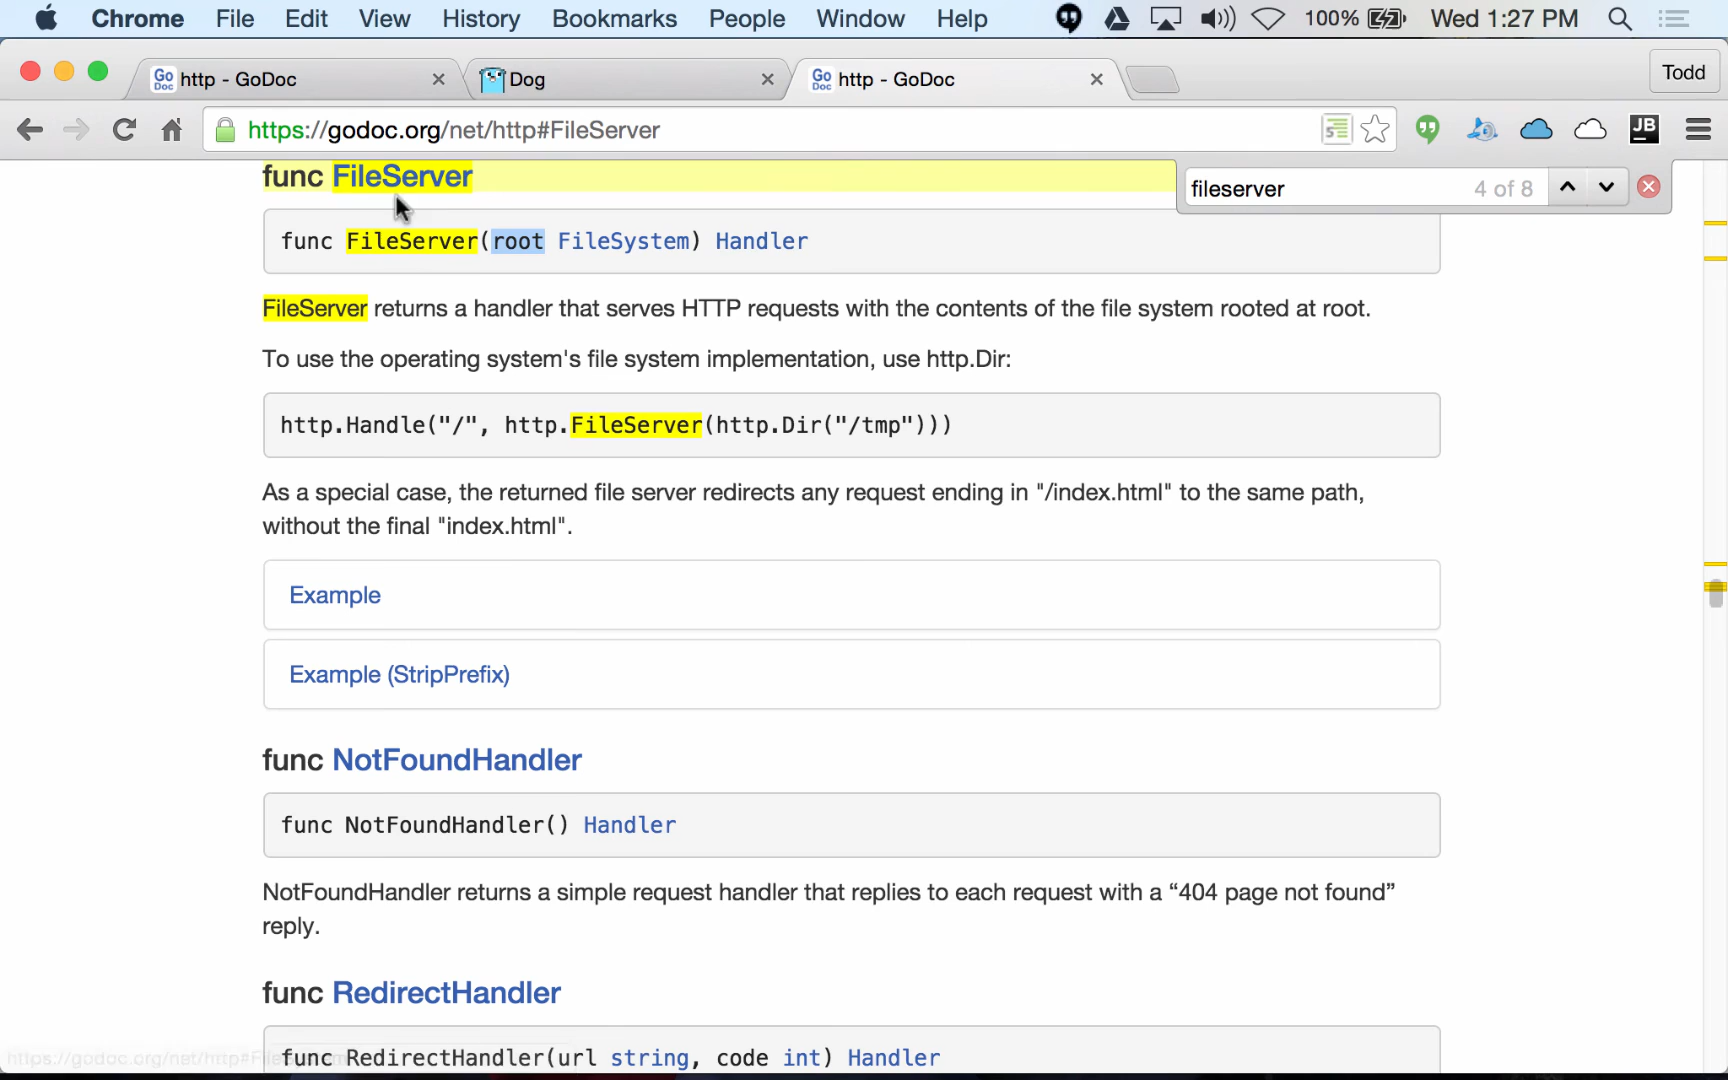 Chrome File Edit View History Bookmarks People Window Help 100% Wed 1:27 PM
Go Doc http - GoDoc Dog Go Doc http - GoDoc Todd
https://godoc.org/net/http#FileServer JB
func FileServer
fileserver 4 of 8
func FileServer(root FileSystem) Handler
FileServer returns a handler that serves HTTP requests with the contents of the file system rooted at root.
To use the operating system's file system implementation, use http.Dir:
http.Handle("/", http.FileServer(http.Dir("/tmp")))
As a special case, the returned file server redirects any request ending in "/index.html" to the same path,
without the final "index.html".
Example
Example (StripPrefix)
func NotFoundHandler
func NotFoundHandler() Handler
NotFoundHandler returns a simple request handler that replies to each request with a “404 page not found”
reply.
func RedirectHandler
func RedirectHandler(url string, code int) Handler